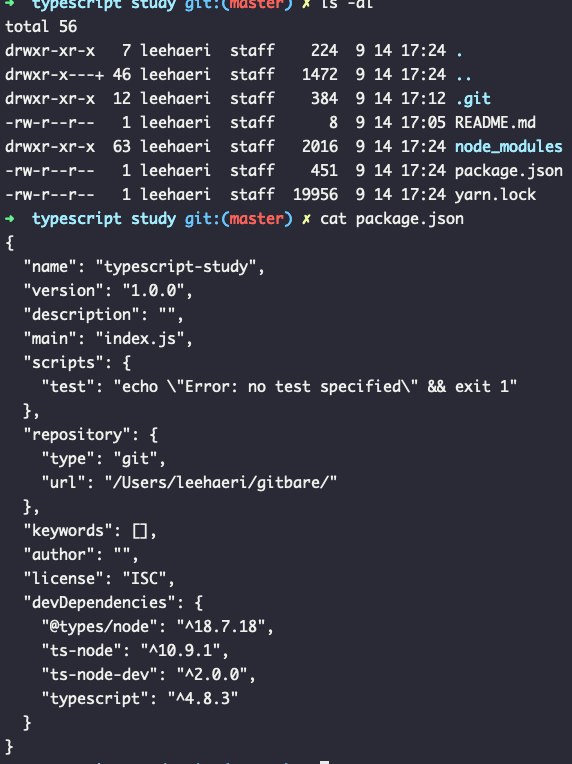 ➜  typescript study git:(master) ✗ ls -al
total 56
drwxr-xr-x   7 leehaeri  staff    224  9 14 17:24 .
drwxr-x---+ 46 leehaeri  staff   1472  9 14 17:24 ..
drwxr-xr-x  12 leehaeri  staff    384  9 14 17:12 .git
-rw-r--r--   1 leehaeri  staff      8  9 14 17:05 README.md
drwxr-xr-x  63 leehaeri  staff   2016  9 14 17:24 node_modules
-rw-r--r--   1 leehaeri  staff    451  9 14 17:24 package.json
-rw-r--r--   1 leehaeri  staff  19956  9 14 17:24 yarn.lock
➜  typescript study git:(master) ✗ cat package.json
{
  "name": "typescript-study",
  "version": "1.0.0",
  "description": "",
  "main": "index.js",
  "scripts": {
    "test": "echo \"Error: no test specified\" && exit 1"
  },
  "repository": {
    "type": "git",
    "url": "/Users/leehaeri/gitbare/"
  },
  "keywords": [],
  "author": "",
  "license": "ISC",
  "devDependencies": {
    "@types/node": "^18.7.18",
    "ts-node": "^10.9.1",
    "ts-node-dev": "^2.0.0",
    "typescript": "^4.8.3"
  }
}